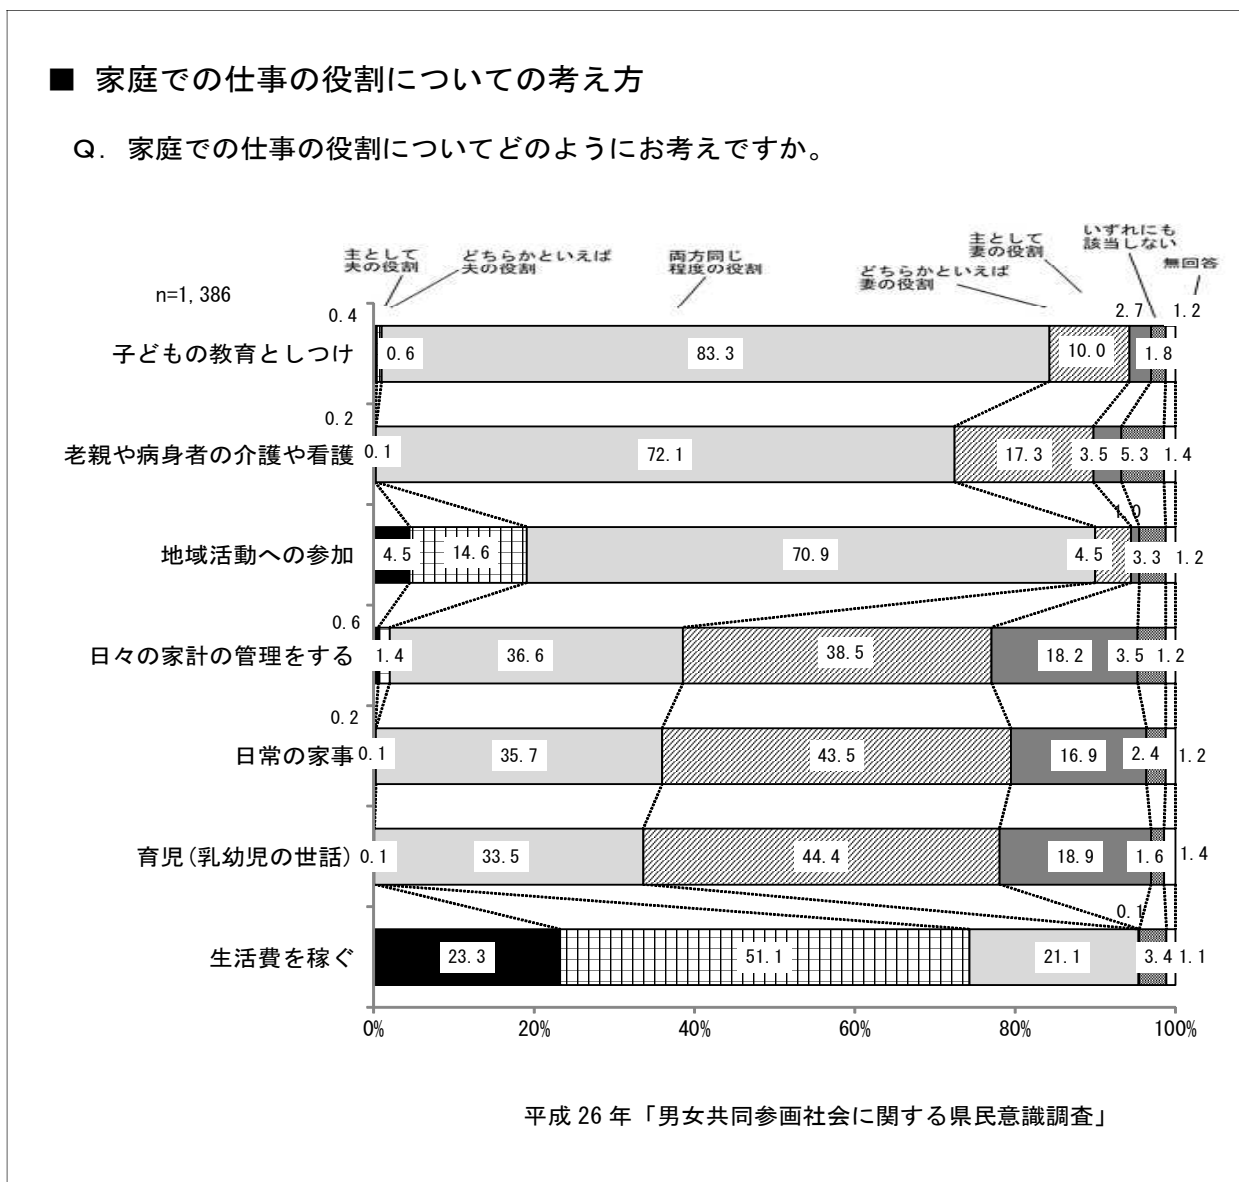 ■ 家庭での仕事の役割についての考え方
Q. 家庭での仕事の役割についてどのようにお考えですか。
主として
夫の役割
どちらかといえば
夫の役割
両方同じ
程度の役割
どちらかといえば
妻の役割
主として
妻の役割
いずれにも
該当しない
無回答
n=1,386
子どもの教育としつけ 0.4 0.6 83.3 10.0 2.7 1.8 1.2
老親や病身者の介護や看護 0.2 0.1 72.1 17.3 3.5 5.3 1.4
地域活動への参加 4.5 14.6 70.9 4.5 1.0 3.3 1.2
日々の家計の管理をする 0.6 1.4 36.6 38.5 18.2 3.5 1.2
日常の家事 0.2 0.1 35.7 43.5 16.9 2.4 1.2
育児(乳幼児の世話) 0.1 33.5 44.4 18.9 1.6 1.4
生活費を稼ぐ 23.3 51.1 21.1 0.1 3.4 1.1
0% 20% 40% 60% 80% 100%
平成26年「男女共同参画社会に関する県民意識調査」